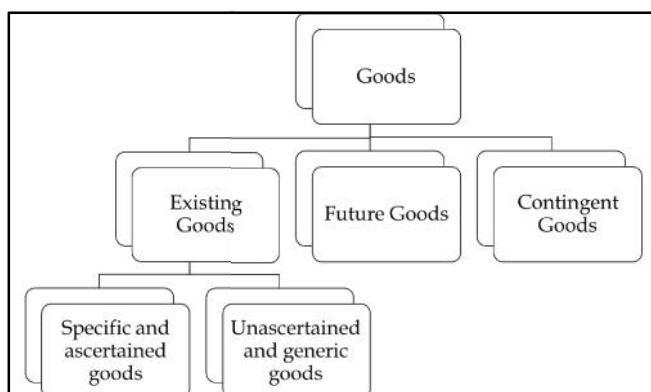 Goods
Existing
Goods
Future Goods
Contingent
Goods
Specific and
ascertained
goods
Unascertained
and generic
goods